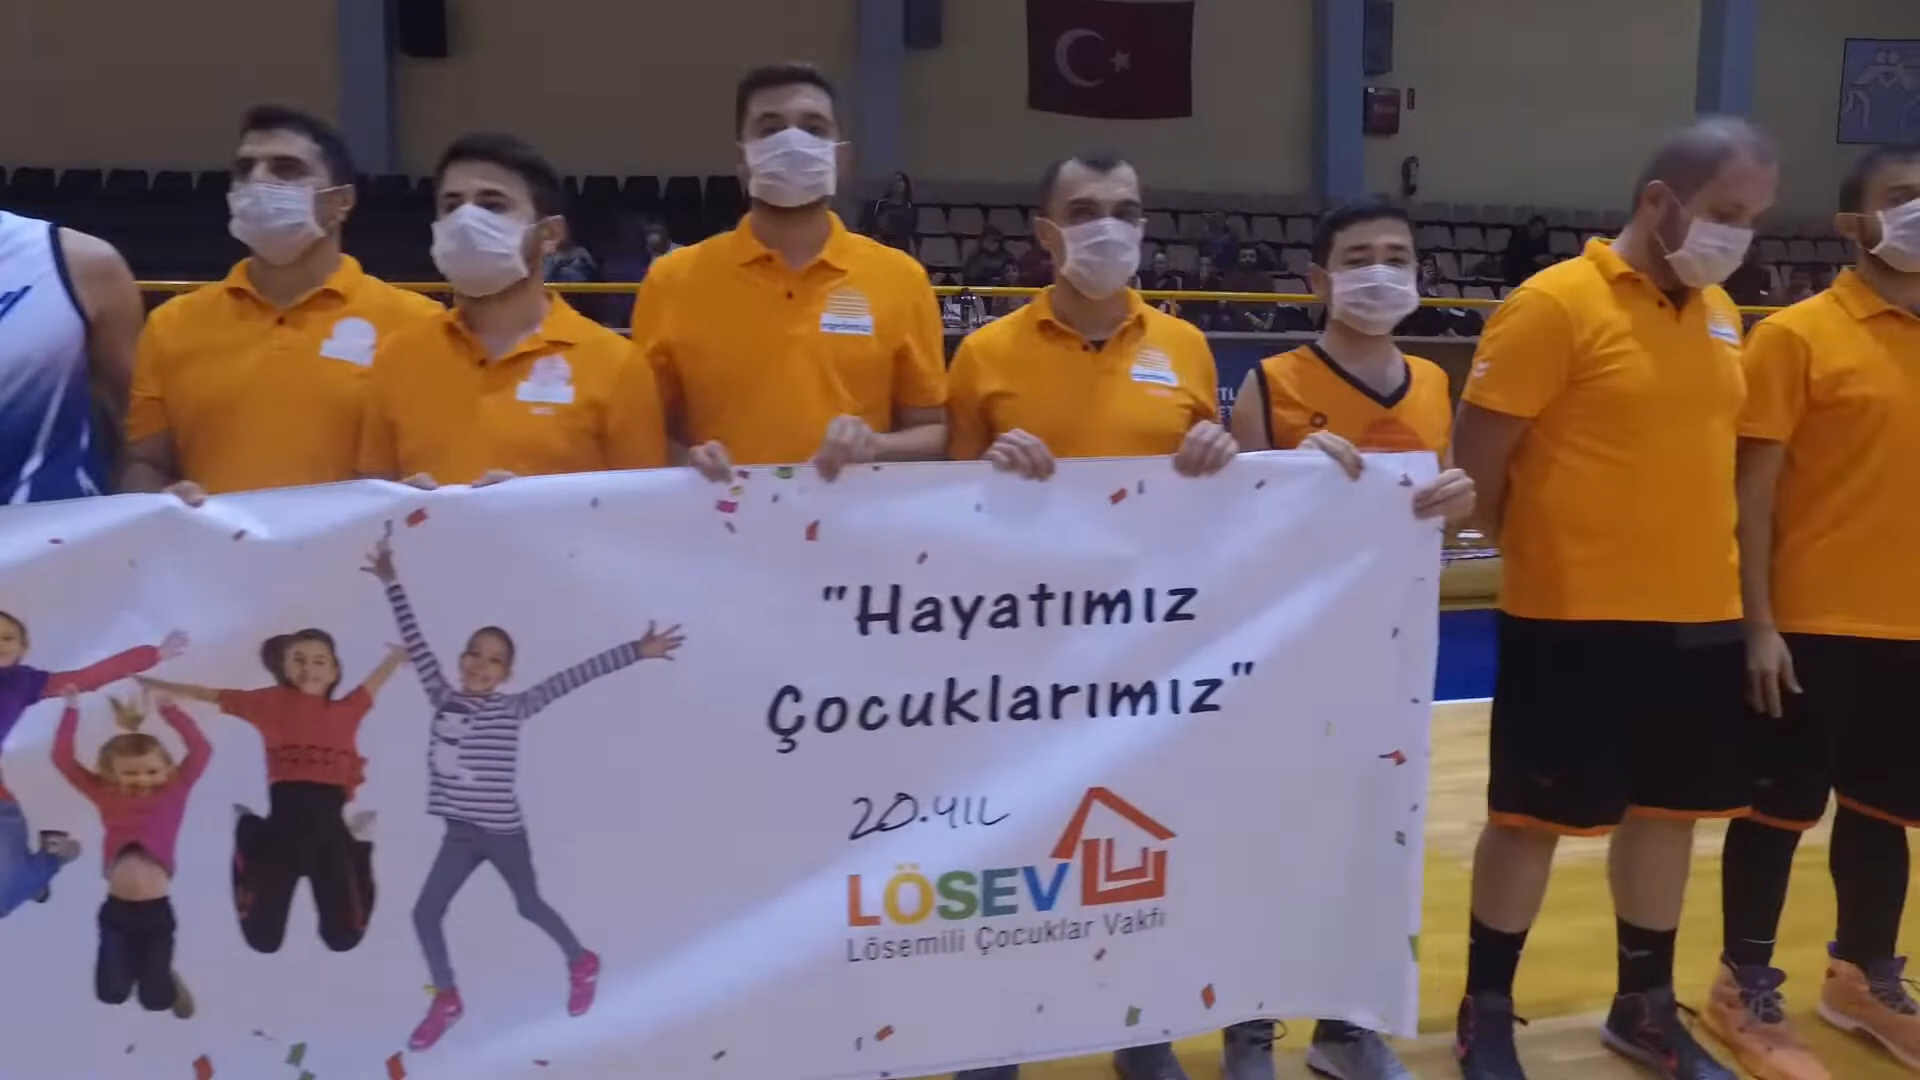 "Hayatımız
Çocuklarımız"
20.YIL
LÖSEV
Lösemili Çocuklar Vakfı